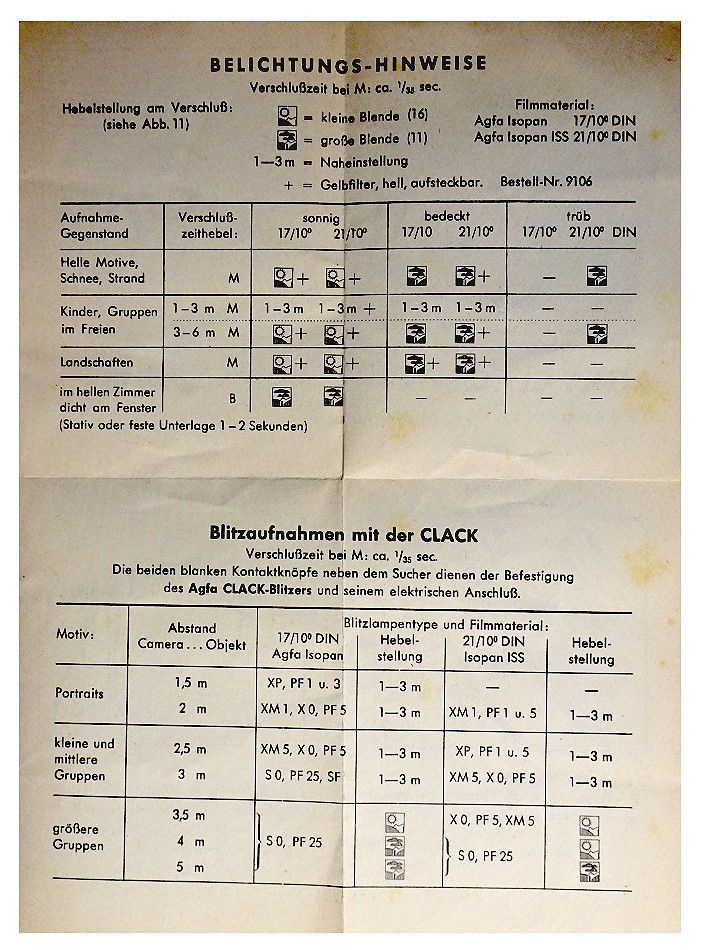 BELICHTUNGS-HINWEISE
Verschlußzeit bei M: ca. 1/35 sec.
Hebelstellung am Verschluß:
(siehe Abb. 11)
= kleine Blende (16)
= große Blende (11)
1—3 m = Naheinstellung
+ = Gelbfilter, hell, aufsteckbar. Bestell-Nr. 9106
Filmmaterial:
Agfa Isopan 17/10° DIN
Agfa Isopan ISS 21/10° DIN
Aufnahme- Verschluß- sonnig bedeckt trüb
Gegenstand zeithebel: 17/10° 21/10° 17/10 21/10° 17/10° 21/10° DIN
Helle Motive,
Schnee, Strand M + + + —
Kinder, Gruppen 1–3 m M 1–3 m 1–3 m + 1–3 m 1–3 m — —
im Freien 3–6 m M + + + —
Landschaften M + + + + — —
im hellen Zimmer
dicht am Fenster B — — — —
(Stativ oder feste Unterlage 1–2 Sekunden)
Blitzaufnahmen mit der CLACK
Verschlußzeit bei M: ca. 1/35 sec.
Die beiden blanken Kontaktknöpfe neben dem Sucher dienen der Befestigung
des Agfa CLACK-Blitzers und seinem elektrischen Anschluß.
Motiv: Abstand Blitzlampentype und Filmmaterial:
Camera ... Objekt 17/10° DIN Hebel- 21/10° DIN Hebel-
Agfa Isopan stellung Isopan ISS stellung
Portraits 1,5 m XP, PF 1 u. 3 1—3 m — —
2 m XM 1, X 0, PF 5 1—3 m XM 1, PF 1 u. 5 1—3 m
kleine und 2,5 m XM 5, X 0, PF 5 1—3 m XP, PF 1 u. 5 1—3 m
mittlere
Gruppen 3 m S 0, PF 25, SF 1—3 m XM 5, X 0, PF 5 1—3 m
größere 3,5 m X 0, PF 5, XM 5
Gruppen 4 m S 0, PF 25 S 0, PF 25
5 m